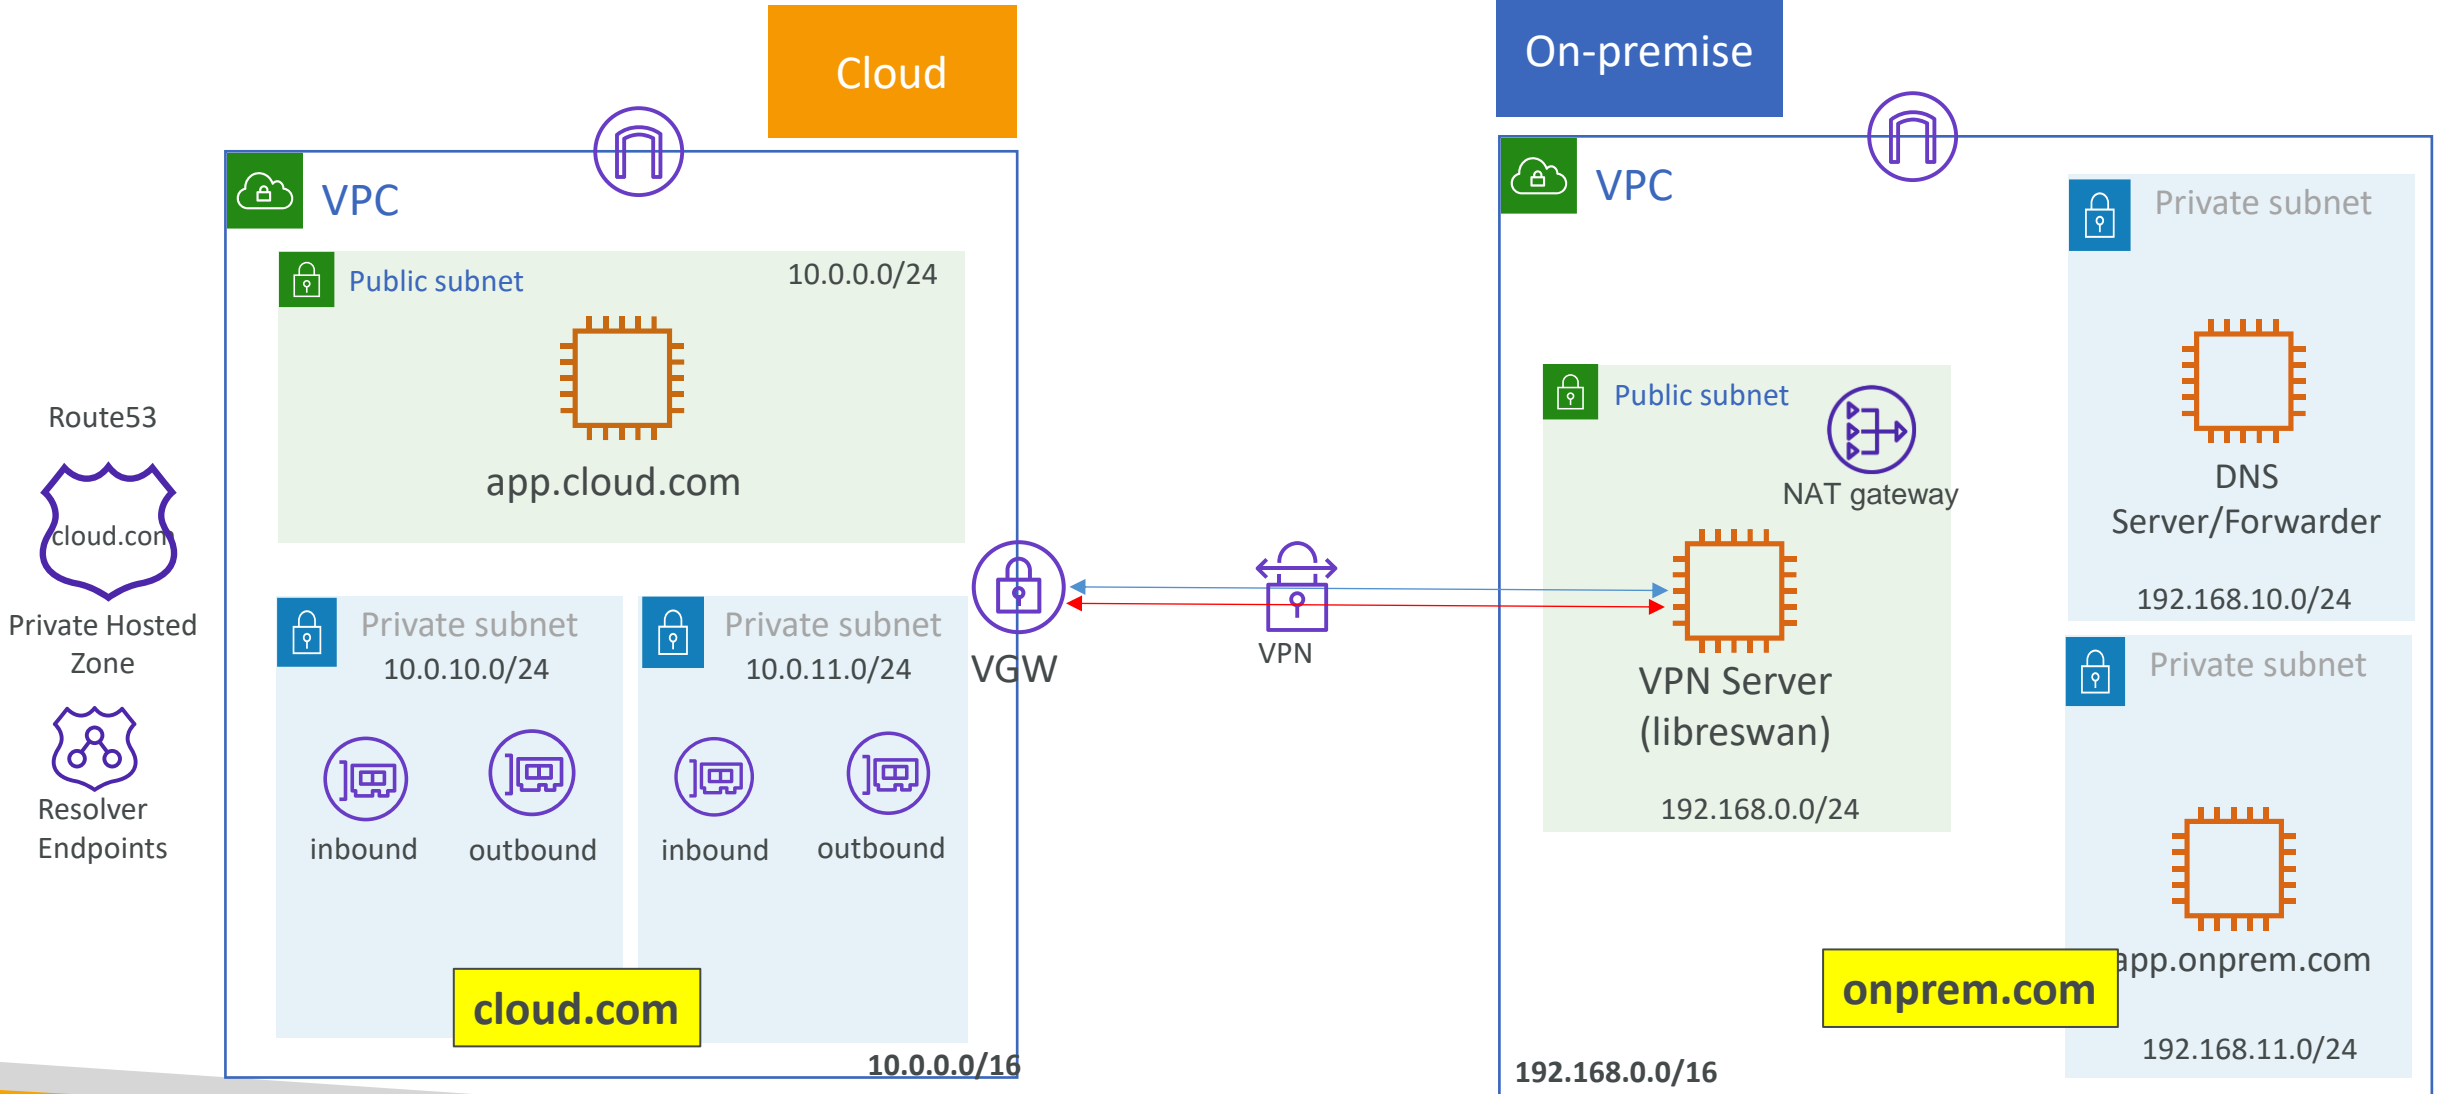 Cloud
On-premise
VPC
Public subnet
10.0.0.0/24
app.cloud.com
Route53
cloud.com
Private Hosted
Zone
Resolver
Endpoints
Private subnet
10.0.10.0/24
inbound
outbound
Private subnet
10.0.11.0/24
inbound
outbound
cloud.com
10.0.0.0/16
VGW
VPN
VPC
Public subnet
NAT gateway
VPN Server
(libreswan)
192.168.0.0/24
Private subnet
DNS
Server/Forwarder
192.168.10.0/24
Private subnet
app.onprem.com
onprem.com
192.168.11.0/24
192.168.0.0/16